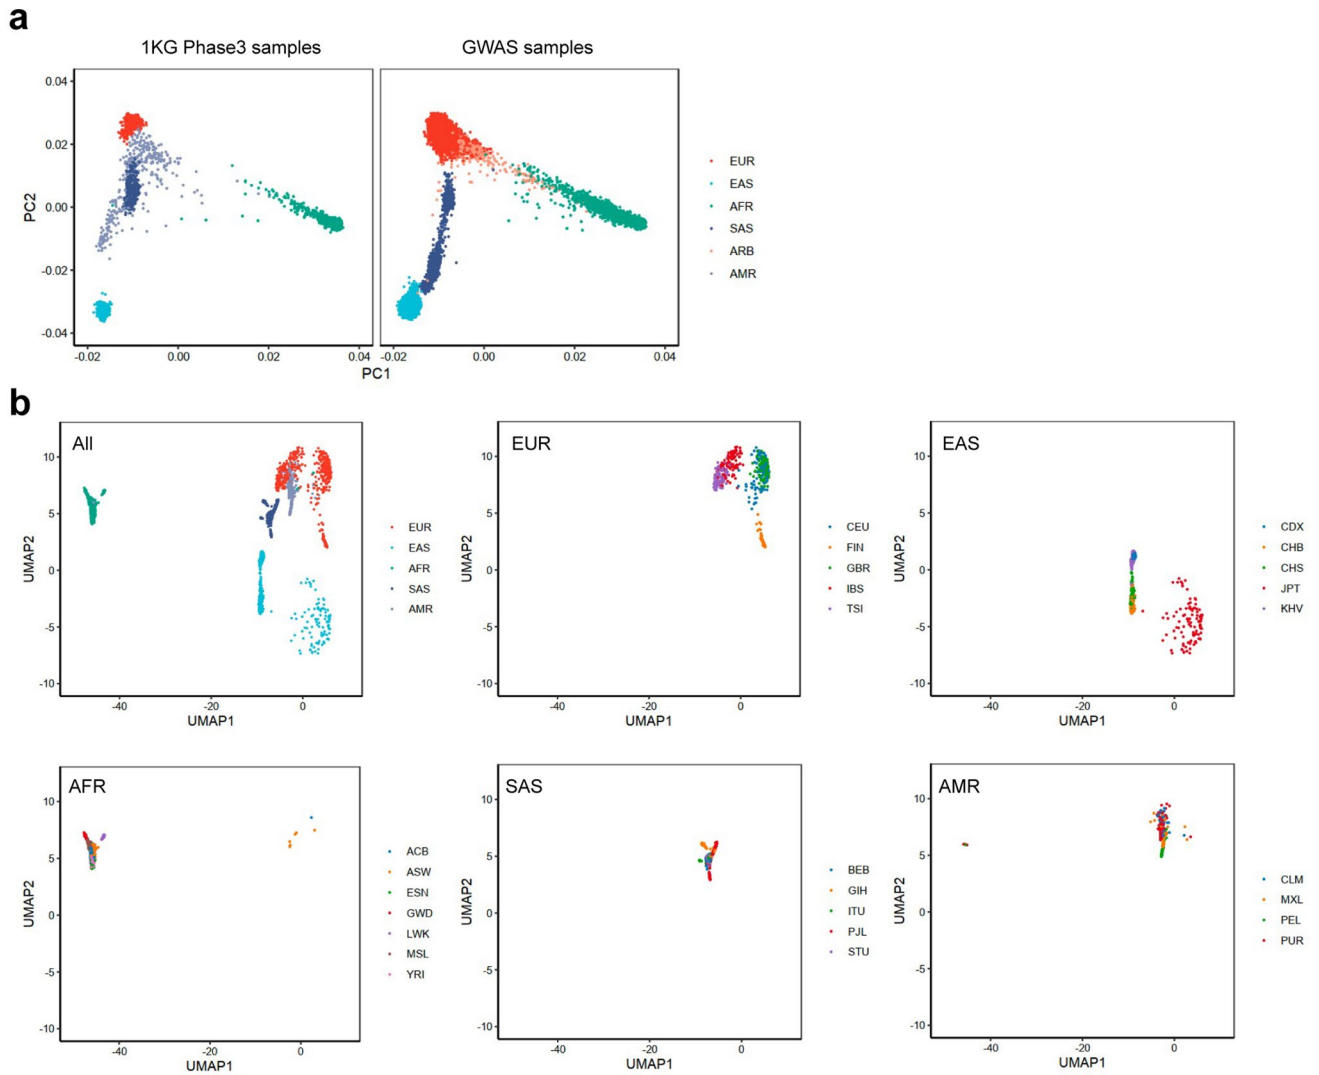 a
1KG Phase3 samples
GWAS samples
PC2
0.04
0.02
0.00
-0.02
-0.04
-0.02 0.00 0.02 0.04
-0.02 0.00 0.02 0.04
PC1
EUR
EAS
AFR
SAS
ARB
AMR
b
All
UMAP2
10
5
0
-5
-10
-40 -20 0
UMAP1
EUR
EAS
AFR
SAS
AMR
EUR
UMAP2
10
5
0
-5
-10
-40 -20 0
UMAP1
CEU
FIN
GBR
IBS
TSI
EAS
UMAP2
10
5
0
-5
-10
-40 -20 0
UMAP1
CDX
CHB
CHS
JPT
KHV
AFR
UMAP2
10
5
0
-5
-10
-40 -20 0
UMAP1
ACB
ASW
ESN
GWD
LWK
MSL
YRI
SAS
UMAP2
10
5
0
-5
-10
-40 -20 0
UMAP1
BEB
GIH
ITU
PJL
STU
AMR
UMAP2
10
5
0
-5
-10
-40 -20 0
UMAP1
CLM
MXL
PEL
PUR